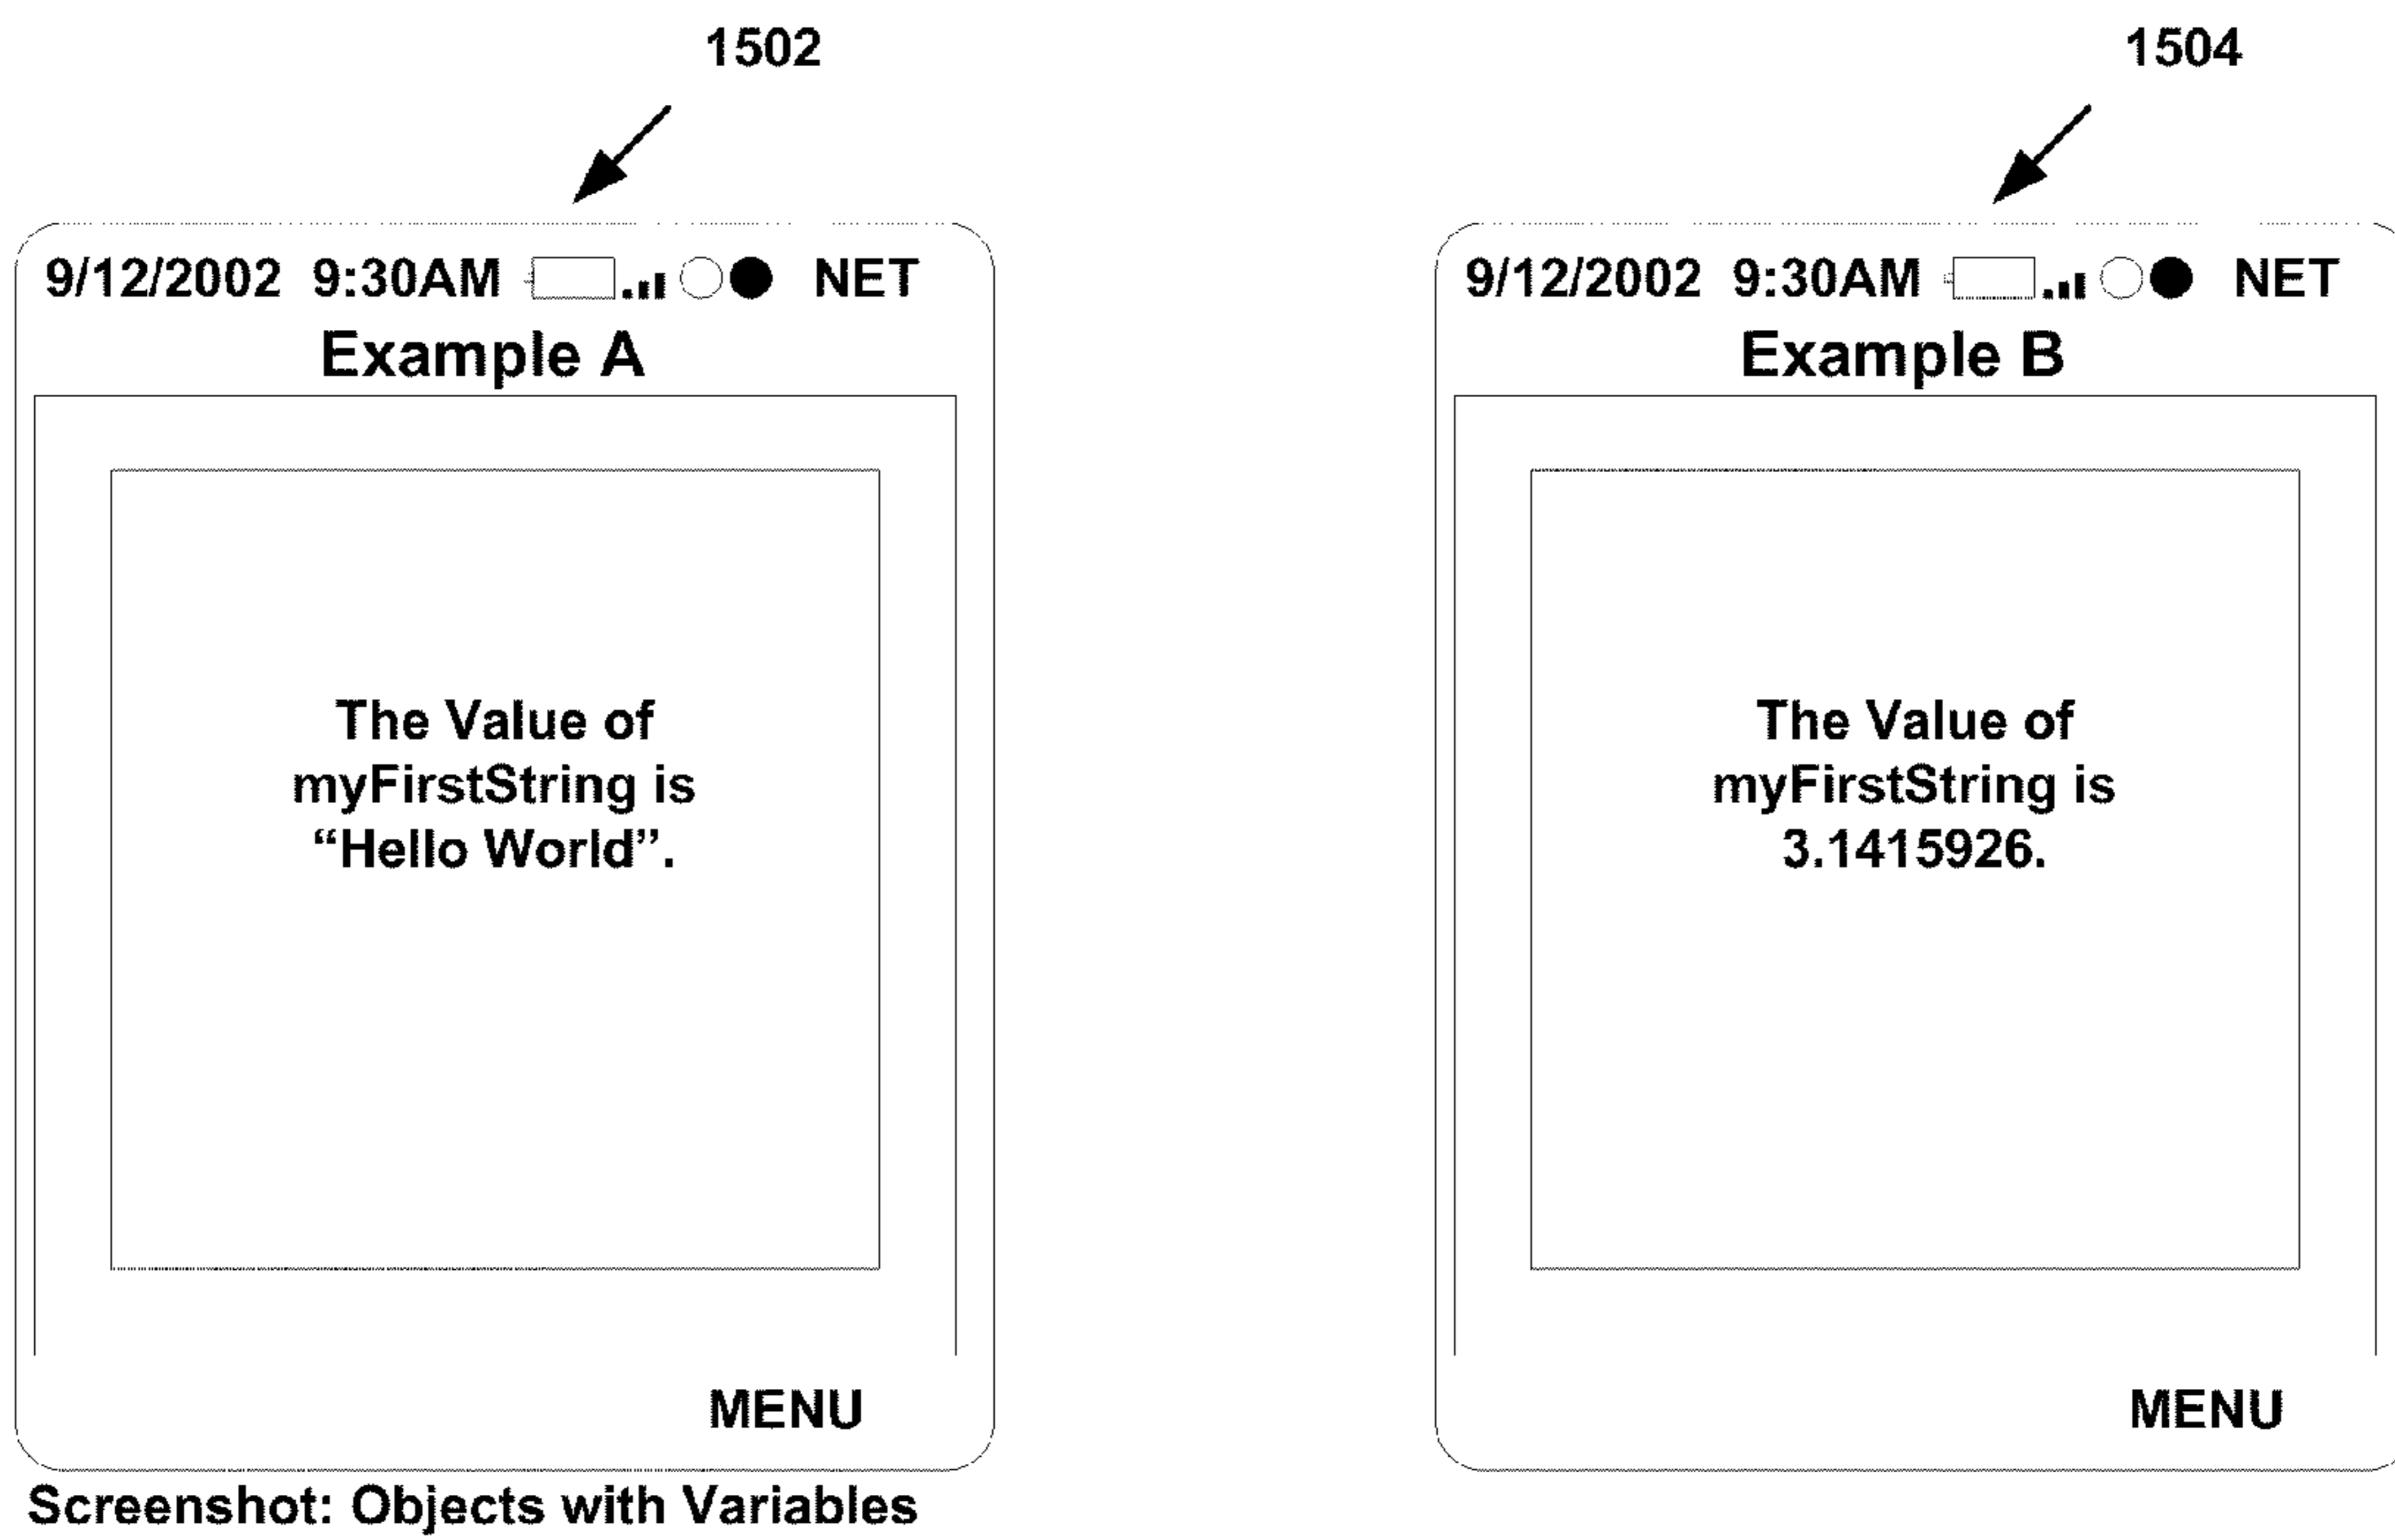 1502
9/12/2002 9:30AM NET
Example A
The Value of
myFirstString is
“Hello World”.
MENU
Screenshot: Objects with Variables
1504
9/12/2002 9:30AM NET
Example B
The Value of
myFirstString is
3.1415926.
MENU